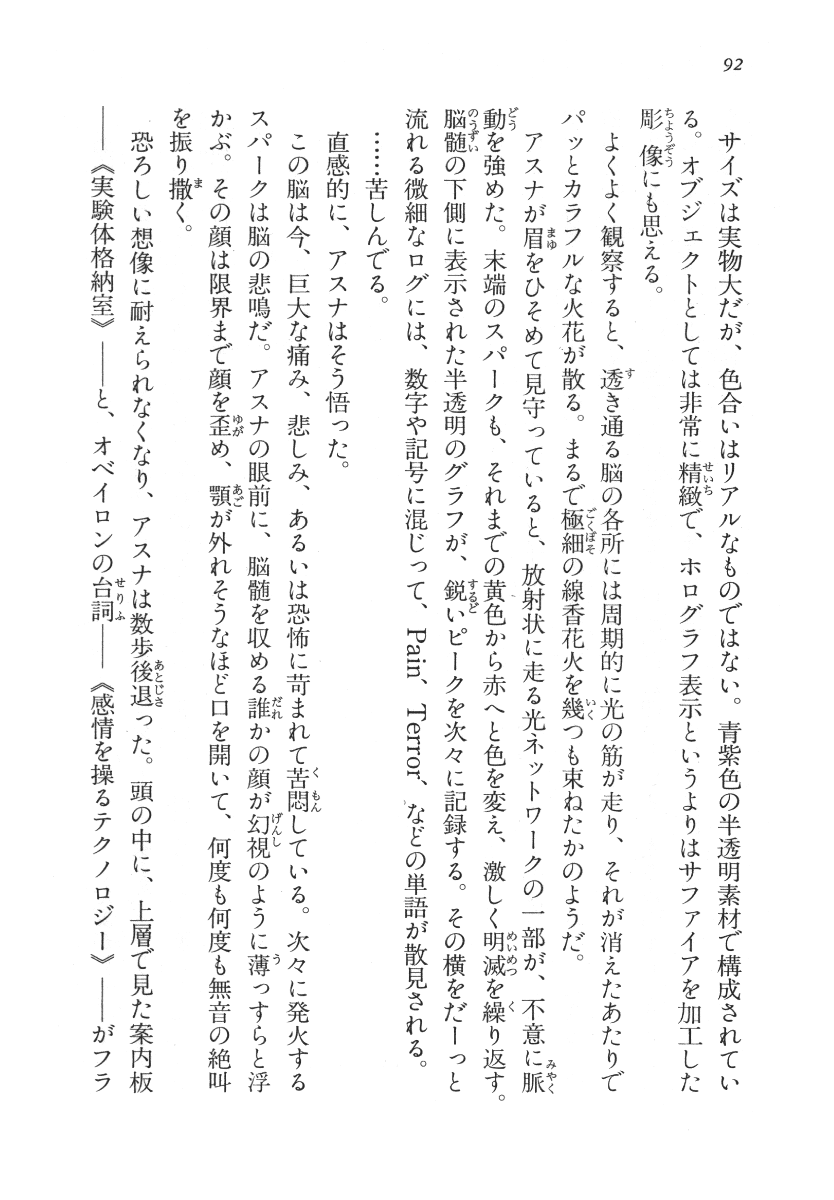 92
サイズは実物大だが、色合いはリアルなものではない。青紫色の半透明素材で構成されてい
る。オブジェクトとしては非常に精緻で、ホログラフ表示というよりはサファイアを加工した
彫像にも思える。
よくよく観察すると、透き通る脳の各所には周期的に光の筋が走り、それが消えたあたりで
パッとカラフルな火花が散る。まるで極細の線香花火を幾つも束ねたかのようだ。
アスナが眉をひそめて見守っていると、放射状に走る光ネットワークの一部が、不意に脈
動を強めた。末端のスパークも、それまでの黄色から赤へと色を変え、激しく明滅を繰り返す。
脳髄の下側に表示された半透明のグラフが、鋭いピークを次々に記録する。その横をだーっと
流れる微細なログには、数字や記号に混じって、Pain、Terror、などの単語が散見される。
……苦しんでる。
直感的に、アスナはそう悟った。
この脳は今、巨大な痛み、悲しみ、あるいは恐怖に苛まれて苦悶している。次々に発火する
スパークは脳の悲鳴だ。アスナの眼前に、脳髄を収める誰かの顔が幻視のように薄っすらと浮
かぶ。その顔は限界まで顔を歪め、顎が外れそうなほど口を開いて、何度も何度も無音の絶叫
を振り撒く。
恐ろしい想像に耐えられなくなり、アスナは数歩後退った。頭の中に、上層で見た案内板
――《実験体格納室》――と、オベイロンの台詞――《感情を操るテクノロジー》――がフラ